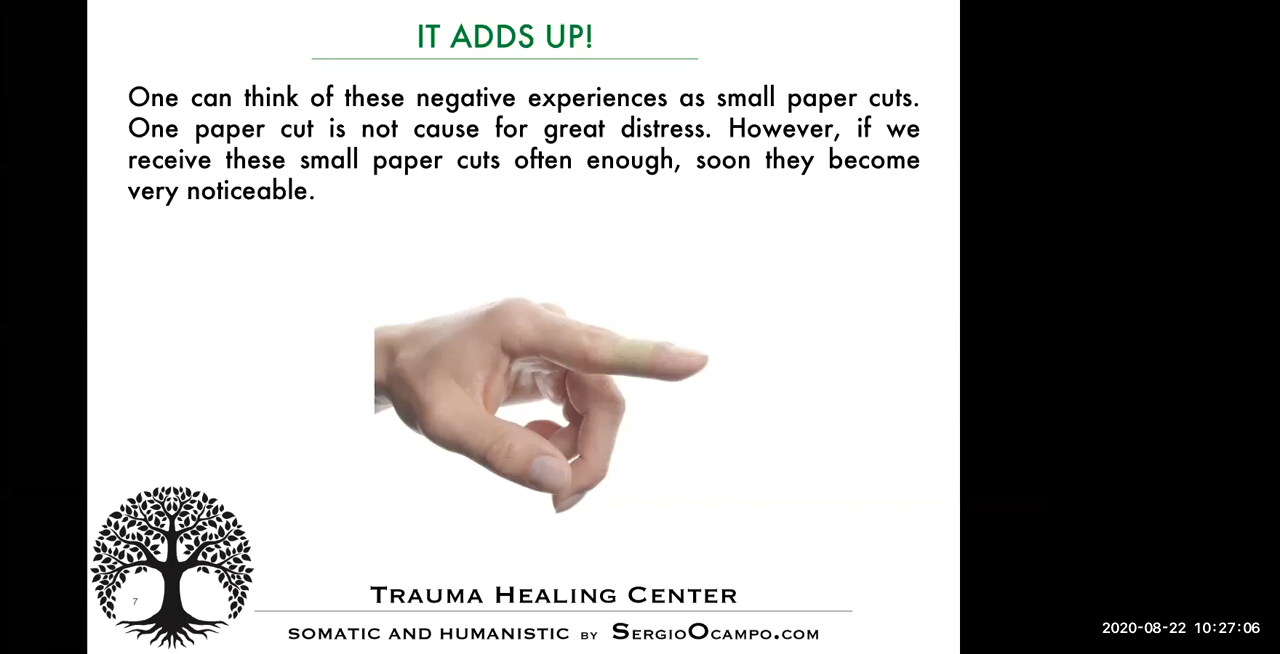 IT ADDS UP!
One can think of these negative experiences as small paper cuts.
One paper cut is not cause for great distress. However, if we
receive these small paper cuts often enough, soon they become
very noticeable.
7
TRAUMA HEALING CENTER
SOMATIC AND HUMANISTIC BY SERGIOOCAMPO.COM
2020-08-22 10:27:06